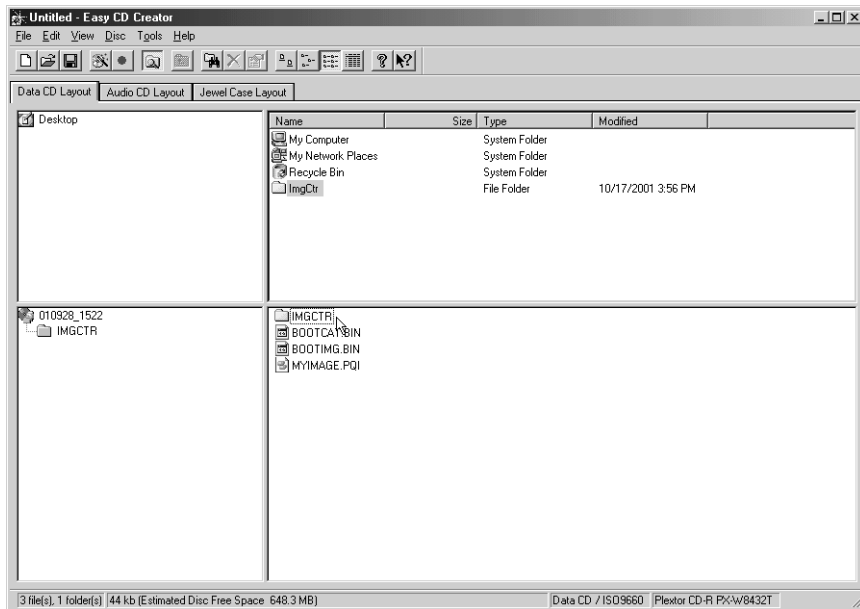 Untitled - Easy CD Creator
File Edit View Disc Tools Help
Data CD Layout Audio CD Layout Jewel Case Layout
Desktop
Name Size Type Modified
My Computer System Folder
My Network Places System Folder
Recycle Bin System Folder
ImgCtr File Folder 10/17/2001 3:56 PM
010928_1522
IMGCTR
IMGCTR
BOOTCAT.BIN
BOOTIMG.BIN
MYIMAGE.PQI
3 file(s), 1 folder(s) 44 kb (Estimated Disc Free Space 648.3 MB) Data CD / ISO9660 Plextor CD-R PX-W8432T